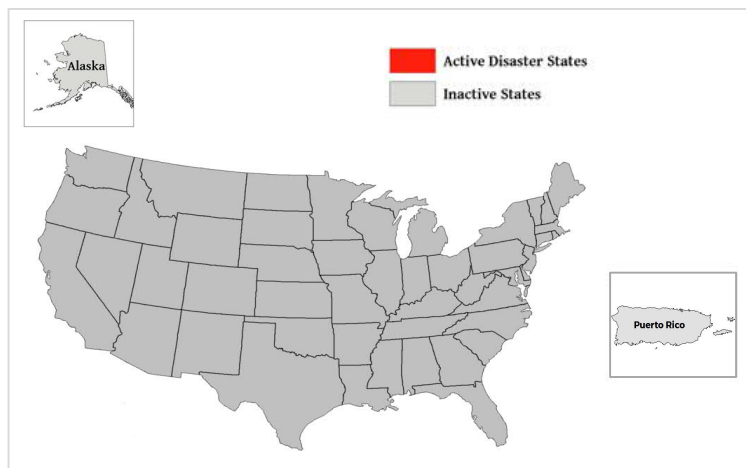 Alaska
Active Disaster States
Inactive States
Puerto Rico